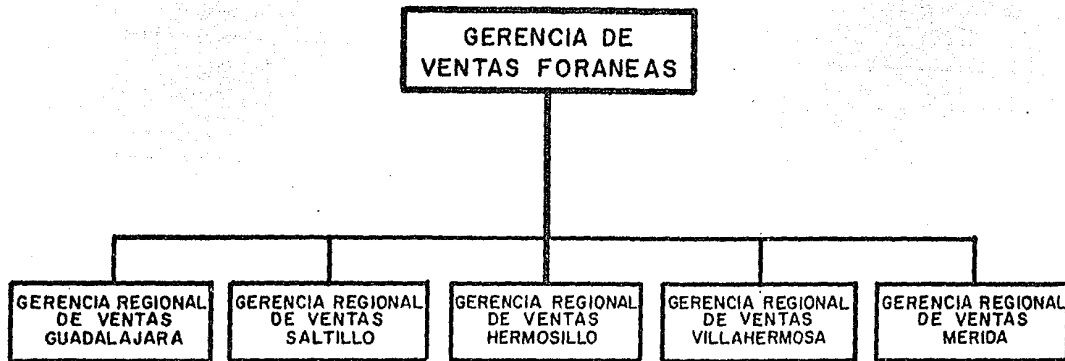 GERENCIA DE
VENTAS FORANEAS
GERENCIA REGIONAL
DE VENTAS
GUADALAJARA
GERENCIA REGIONAL
DE VENTAS
SALTILLO
GERENCIA REGIONAL
DE VENTAS
HERMOSILLO
GERENCIA REGIONAL
DE VENTAS
VILLAHERMOSA
GERENCIA REGIONAL
DE VENTAS
MERIDA